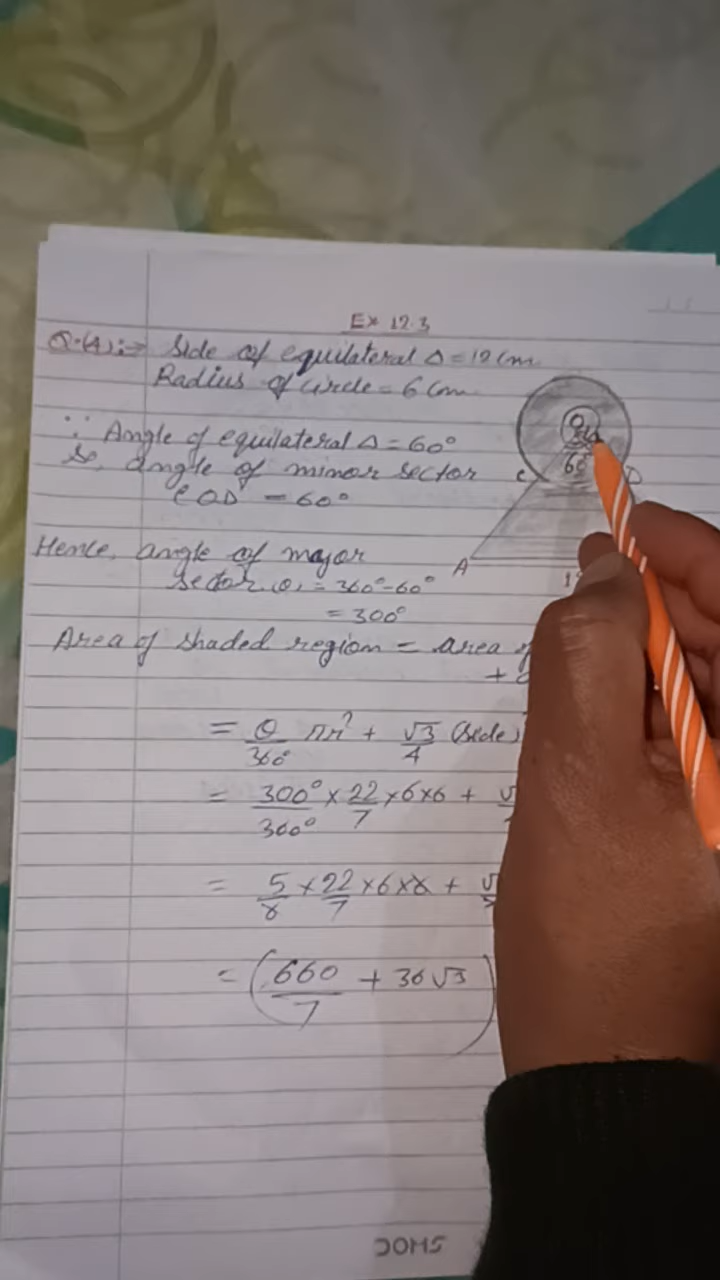 Ex 12.3
Q.(4):→ Side of equilateral Δ = 12 cm
Radius of circle = 6 cm
∵ Angle of equilateral Δ = 60°
So, angle of minor sector
COD = 60°
Hence, angle of major
sector (θ) = 360° - 60°
= 300°
Area of shaded region = area of
+
= θ/360° πr² + √3/4 (side)
= 300°/360° × 22/7 × 6 × 6 + √
= 5/6 × 22/7 × 6 × 6 + √
= (660/7 + 36√3)
O
60°
C
D
A
1
DOMS